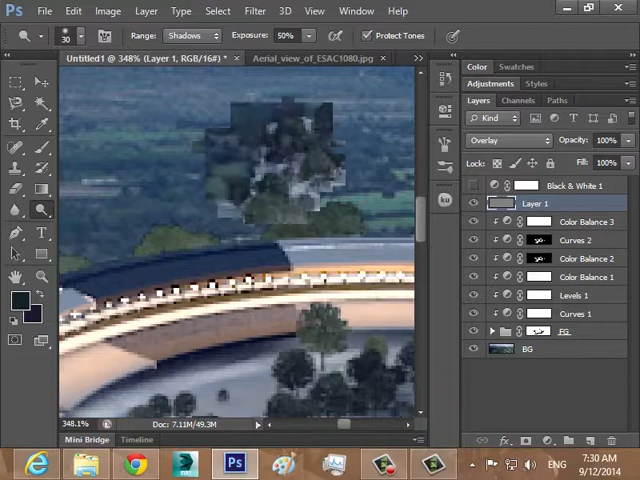 Ps File Edit Image Layer Type Select Filter 3D View Window Help
30 Range: Shadows Exposure: 50% Protect Tones
Untitled1 @ 348% (Layer 1, RGB/16#) * × Aerial_view_of_ESAC1080.jpg ×
Color Swatches
Adjustments Styles
Layers Channels Paths
Kind
Overlay Opacity: 100%
Lock: Fill: 100%
Black & White 1
Layer 1
Color Balance 3
Curves 2
Color Balance 2
Color Balance 1
Levels 1
Curves 1
FG
BG
ku
348.1% Doc: 7.11M/49.3M
Mini Bridge Timeline
fx
Ps ENG 7:30 AM
9/12/2014